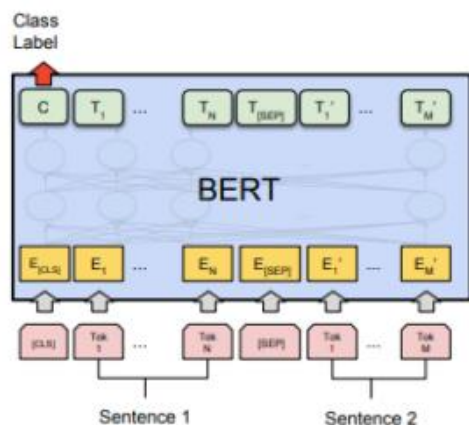 Class
Label
C T1 ... TN T[SEP] T1' ... TM'
BERT
E[CLS] E1 ... EN E[SEP] E1' ... EM'
[CLS] Tok 1 ... Tok N [SEP] Tok 1 ... Tok M
Sentence 1 Sentence 2